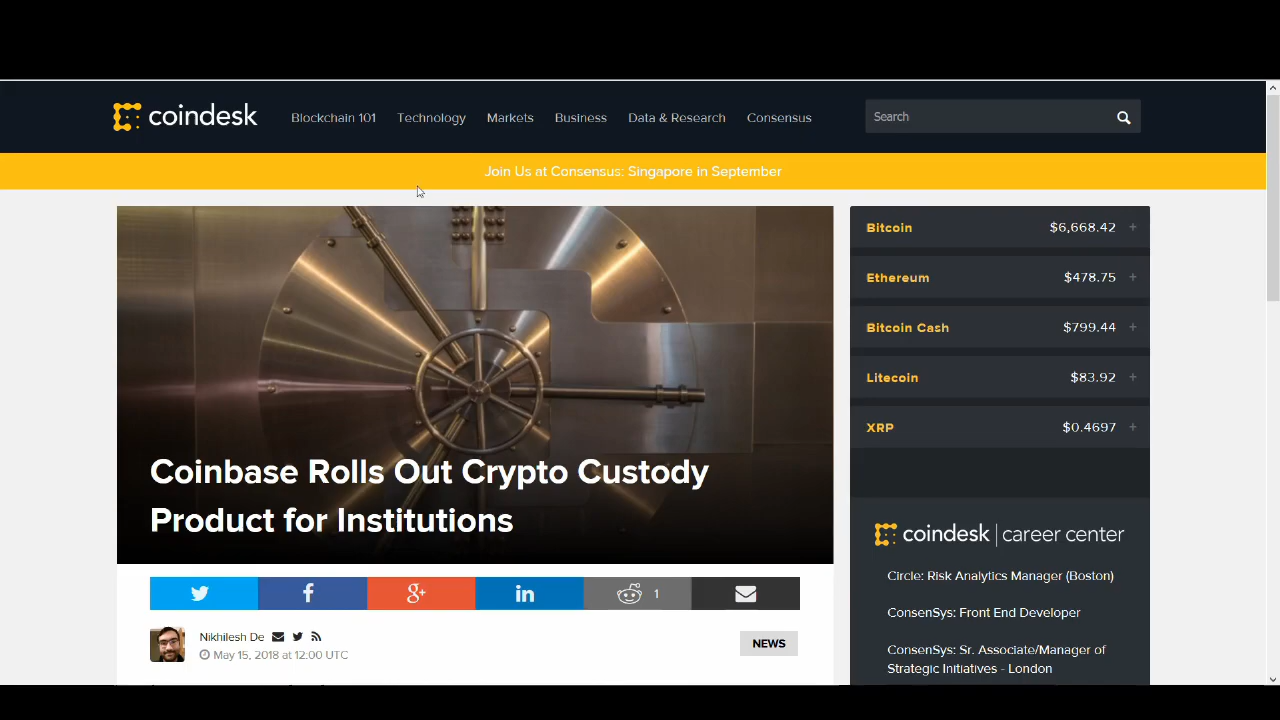 coindesk
Blockchain 101
Technology
Markets
Business
Data & Research
Consensus
Search
Join Us at Consensus: Singapore in September
Coinbase Rolls Out Crypto Custody
Product for Institutions
1
Nikhilesh De
May 15, 2018 at 12:00 UTC
NEWS
Bitcoin $6,668.42 +
Ethereum $478.75 +
Bitcoin Cash $799.44 +
Litecoin $83.92 +
XRP $0.4697 +
coindesk | career center
Circle: Risk Analytics Manager (Boston)
ConsenSys: Front End Developer
ConsenSys: Sr. Associate/Manager of
Strategic Initiatives - London